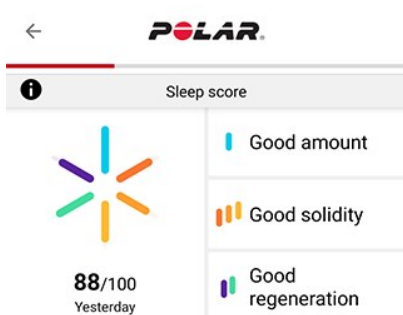 POLAR.
Sleep score
Good amount
Good solidity
88/100
Yesterday
Good
regeneration